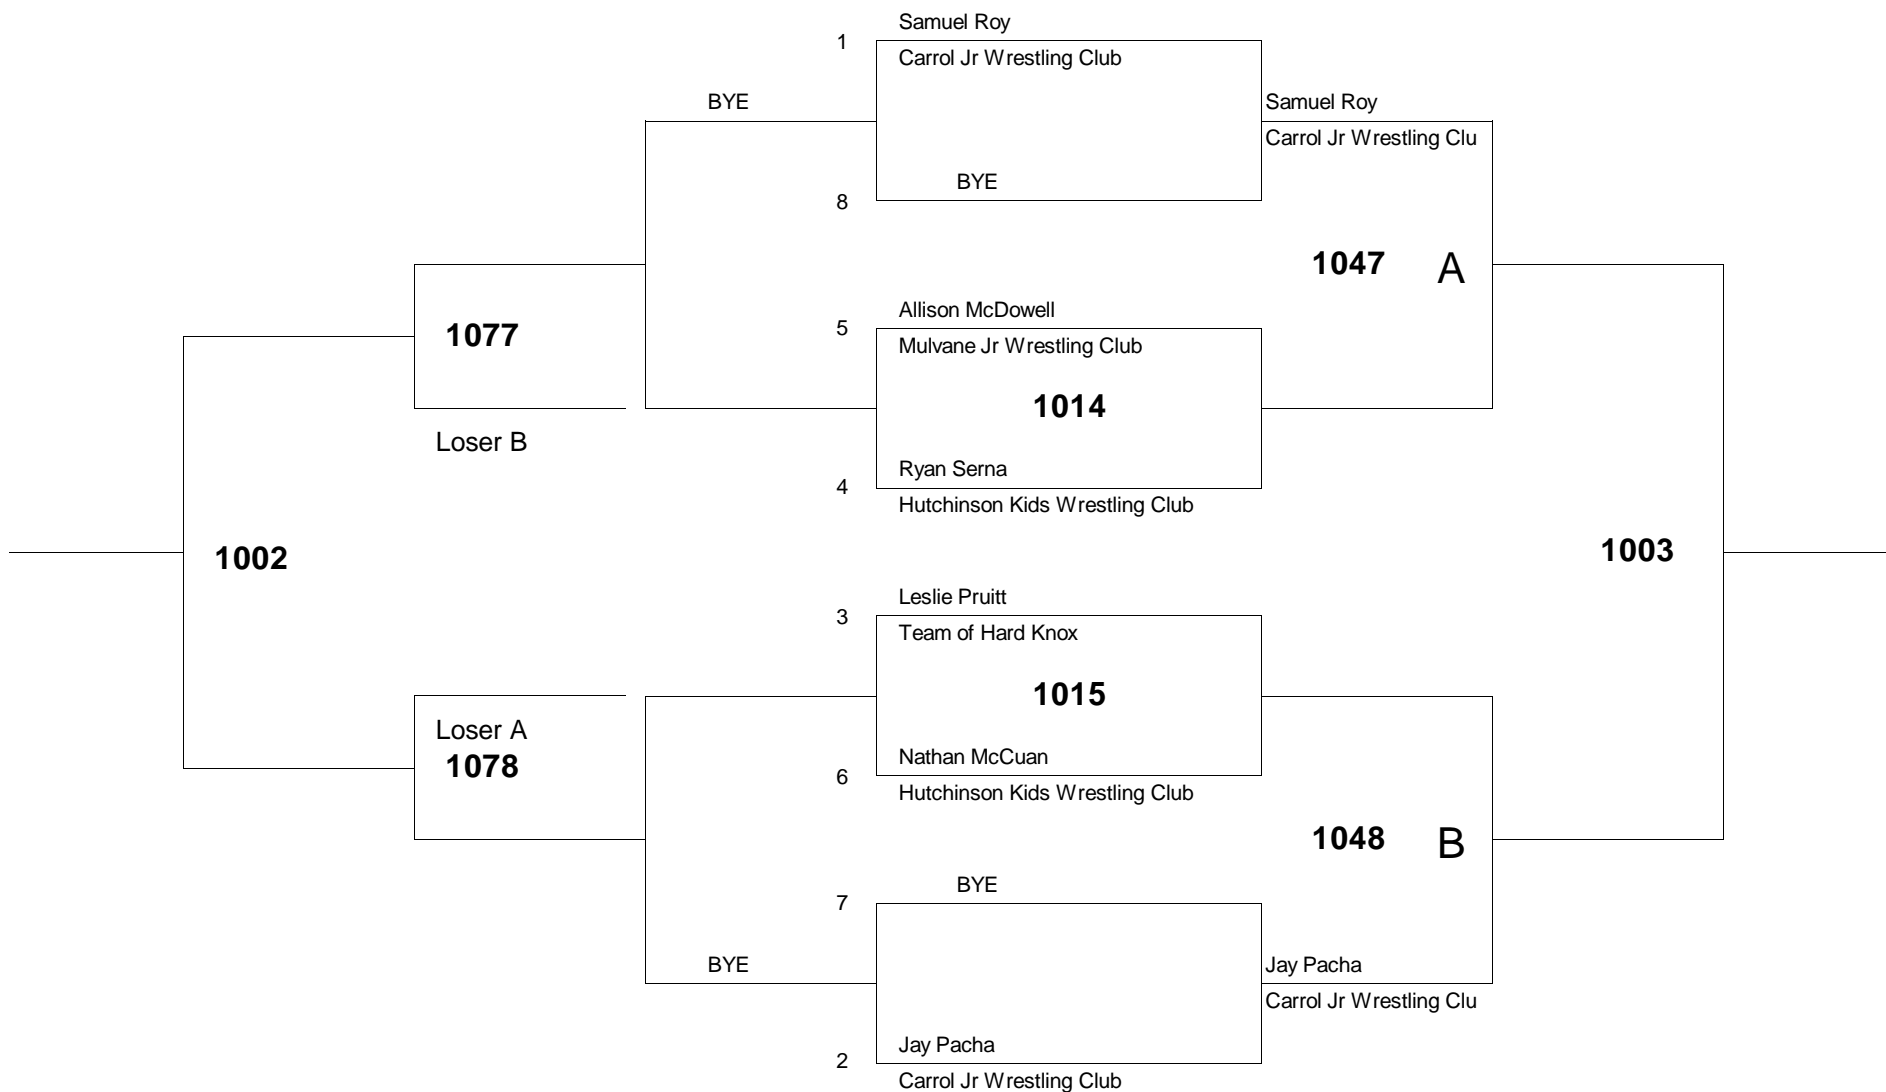 Samuel Roy
1
Carrol Jr Wrestling Club
BYE
Samuel Roy
Carrol Jr Wrestling Clu
BYE
8
1047 A
Allison McDowell
5
1077
Mulvane Jr Wrestling Club
1014
Loser B
Ryan Serna
4
Hutchinson Kids Wrestling Club
1002
1003
Leslie Pruitt
3
Team of Hard Knox
1015
Loser A
1078
Nathan McCuan
6
Hutchinson Kids Wrestling Club
1048 B
BYE
7
BYE
Jay Pacha
Carrol Jr Wrestling Clu
Jay Pacha
2
Carrol Jr Wrestling Club